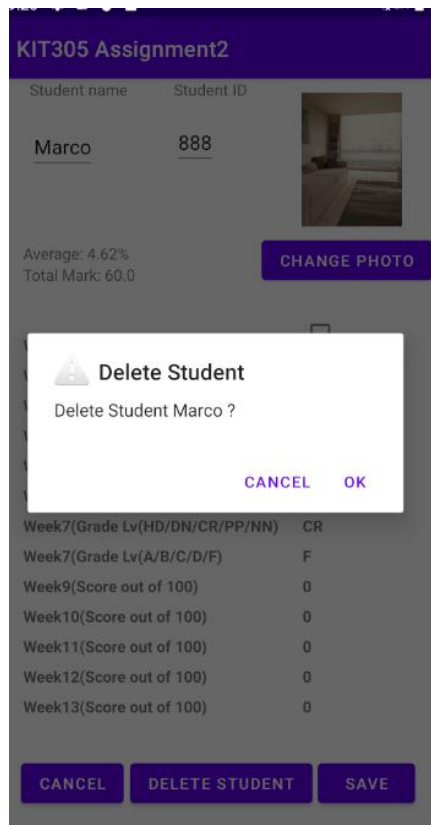 KIT305 Assignment2
Student name Student ID
Marco 888
Average: 4.62%
Total Mark: 60.0
CHANGE PHOTO
Delete Student
Delete Student Marco ?
CANCEL OK
Week7(Grade Lv(HD/DN/CR/PP/NN) CR
Week7(Grade Lv(A/B/C/D/F) F
Week9(Score out of 100) 0
Week10(Score out of 100) 0
Week11(Score out of 100) 0
Week12(Score out of 100) 0
Week13(Score out of 100) 0
CANCEL DELETE STUDENT SAVE